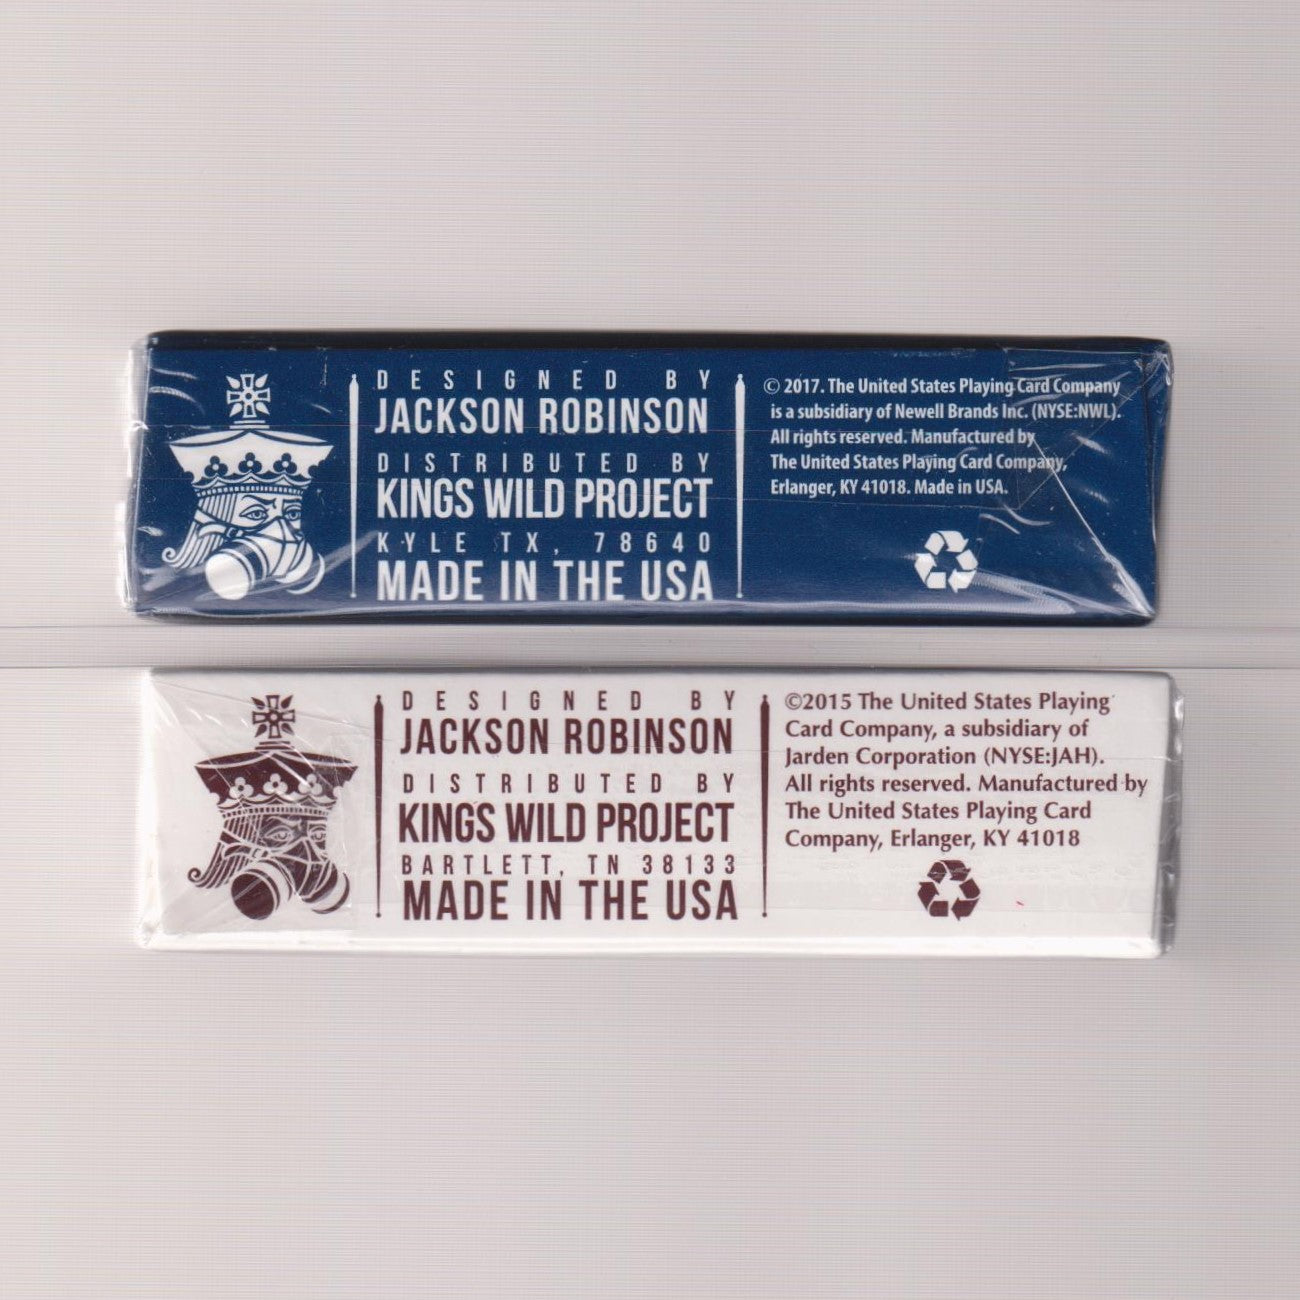 DESIGNED BY
JACKSON ROBINSON
DISTRIBUTED BY
KINGS WILD PROJECT
KYLE TX, 78640
MADE IN THE USA
© 2017. The United States Playing Card Company
is a subsidiary of Newell Brands Inc. (NYSE:NWL).
All rights reserved. Manufactured by
The United States Playing Card Company,
Erlanger, KY 41018. Made in USA.
DESIGNED BY
JACKSON ROBINSON
DISTRIBUTED BY
KINGS WILD PROJECT
BARTLETT, TN 38133
MADE IN THE USA
©2015 The United States Playing
Card Company, a subsidiary of
Jarden Corporation (NYSE:JAH).
All rights reserved. Manufactured by
The United States Playing Card
Company, Erlanger, KY 41018